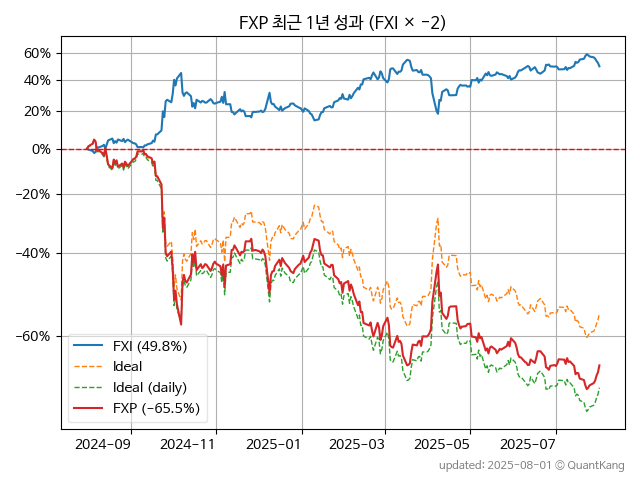 FXP 최근 1년 성과 (FXI × −2)
60%
40%
20%
0%
−20%
−40%
−60%
FXI (49.8%)
Ideal
Ideal (daily)
FXP (−65.5%)
2024-09 2024-11 2025-01 2025-03 2025-05 2025-07
updated: 2025-08-01 © QuantKang